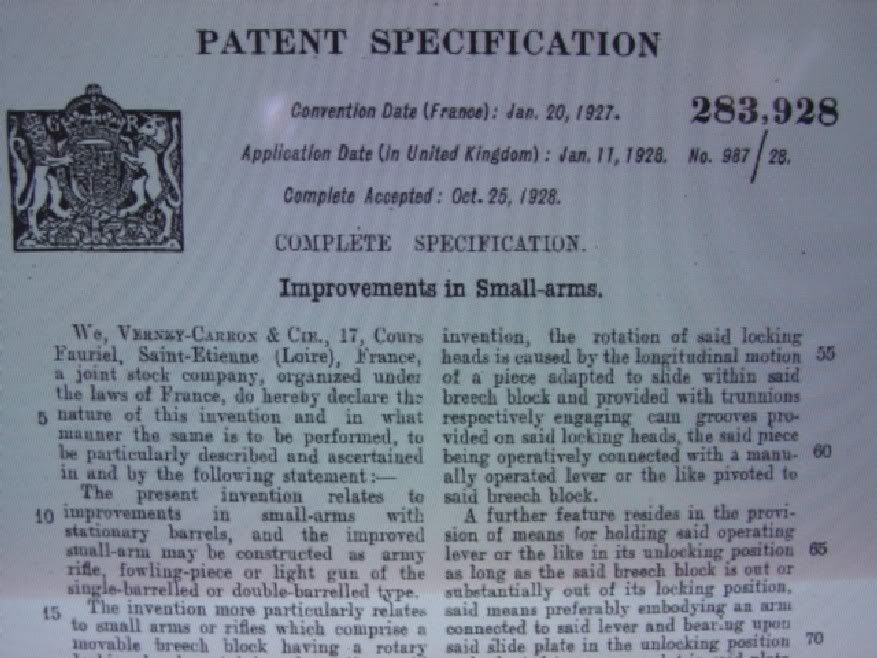 PATENT SPECIFICATION
Convention Date (France): Jan. 20, 1927.
283,928
Application Date (in United Kingdom): Jan. 11, 1928.
No. 987/28.
Complete Accepted: Oct. 25, 1928.
COMPLETE SPECIFICATION.
Improvements in Small-arms.
We, VERNEY-CARRON & CIE., 17, Cours
Fauriel, Saint-Etienne (Loire), France,
a joint stock company, organized under
the laws of France, do hereby declare the
5 nature of this invention and in what
manner the same is to be performed, to
be particularly described and ascertained
in and by the following statement:—
The present invention relates to
10 improvements in small-arms with
stationary barrels, and the improved
small-arm may be constructed as army
rifle, fowling-piece or light gun of the
single-barrelled or double-barrelled type.
15 The invention more particularly relates
to small arms or rifles which comprise a
movable breech block having a rotary
invention, the rotation of said locking
heads is caused by the longitudinal motion 55
of a piece adapted to slide within said
breech block and provided with trunnions
respectively engaging cam grooves pro-
vided on said locking heads, the said piece
being operatively connected with a manu- 60
ally operated lever or the like pivoted to
said breech block.
A further feature resides in the provi-
sion of means for holding said operating
lever or the like in its unlocking position 65
as long as the said breech block is out or
substantially out of its locking position,
said means preferably embodying an arm
connected to said lever and bearing upon
said slide plate in the unlocking position 70